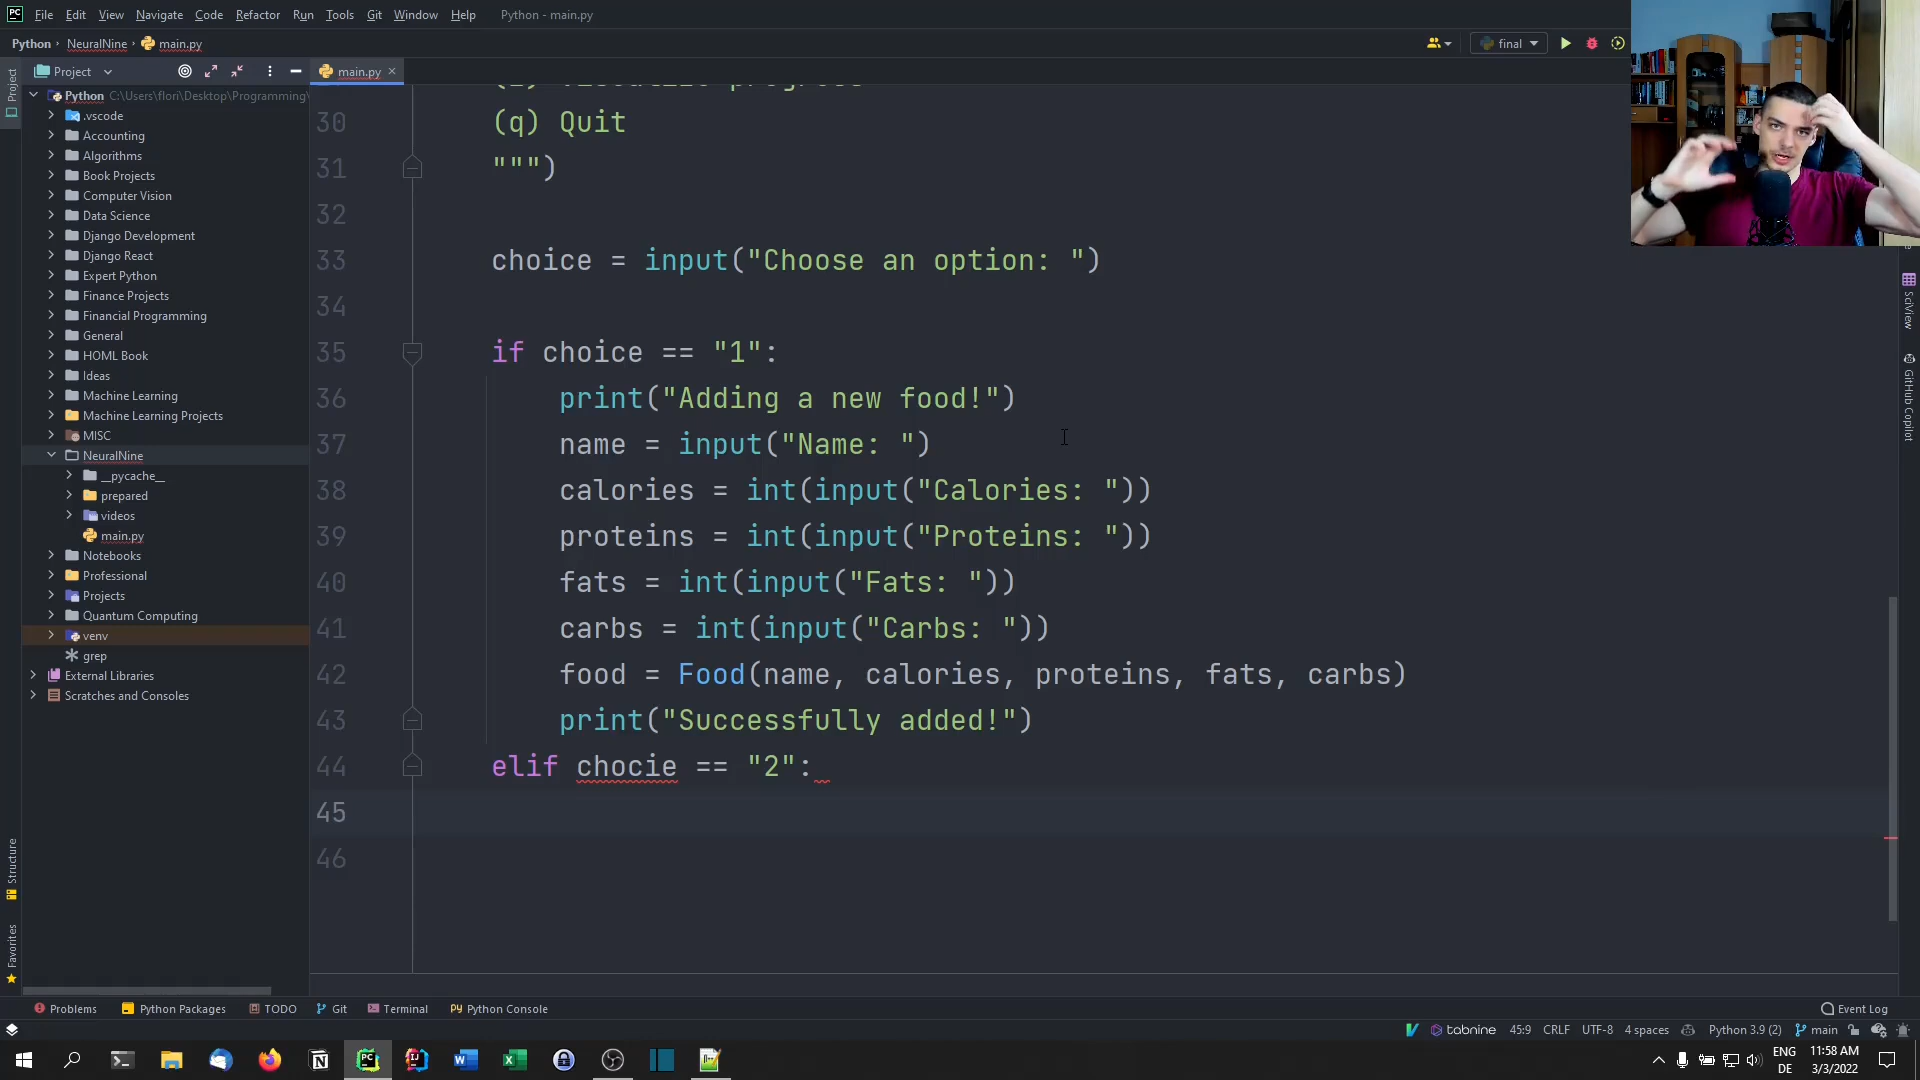 File Edit View Navigate Code Refactor Run Tools Git Window Help Python - main.py
Python NeuralNine main.py
final
Project
main.py
Project
Python C:\Users\flori\Desktop\Programming\
.vscode
Accounting
Algorithms
Book Projects
Computer Vision
Data Science
Django Development
Django React
Expert Python
Finance Projects
Financial Programming
General
HOML Book
Ideas
Machine Learning
Machine Learning Projects
MISC
NeuralNine
__pycache__
prepared
videos
main.py
Notebooks
Professional
Projects
Quantum Computing
venv
grep
External Libraries
Scratches and Consoles
Structure
Favorites
30 (q) Quit
31 """)
32
33 choice = input("Choose an option: ")
34
35 if choice == "1":
36 print("Adding a new food!")
37 name = input("Name: ")
38 calories = int(input("Calories: "))
39 proteins = int(input("Proteins: "))
40 fats = int(input("Fats: "))
41 carbs = int(input("Carbs: "))
42 food = Food(name, calories, proteins, fats, carbs)
43 print("Successfully added!")
44 elif chocie == "2":
45
46
SciView
GitHub Copilot
Problems Python Packages TODO Git Terminal Python Console Event Log
tabnine 45:9 CRLF UTF-8 4 spaces Python 3.9 (2) main
ENG 11:58 AM
DE 3/3/2022